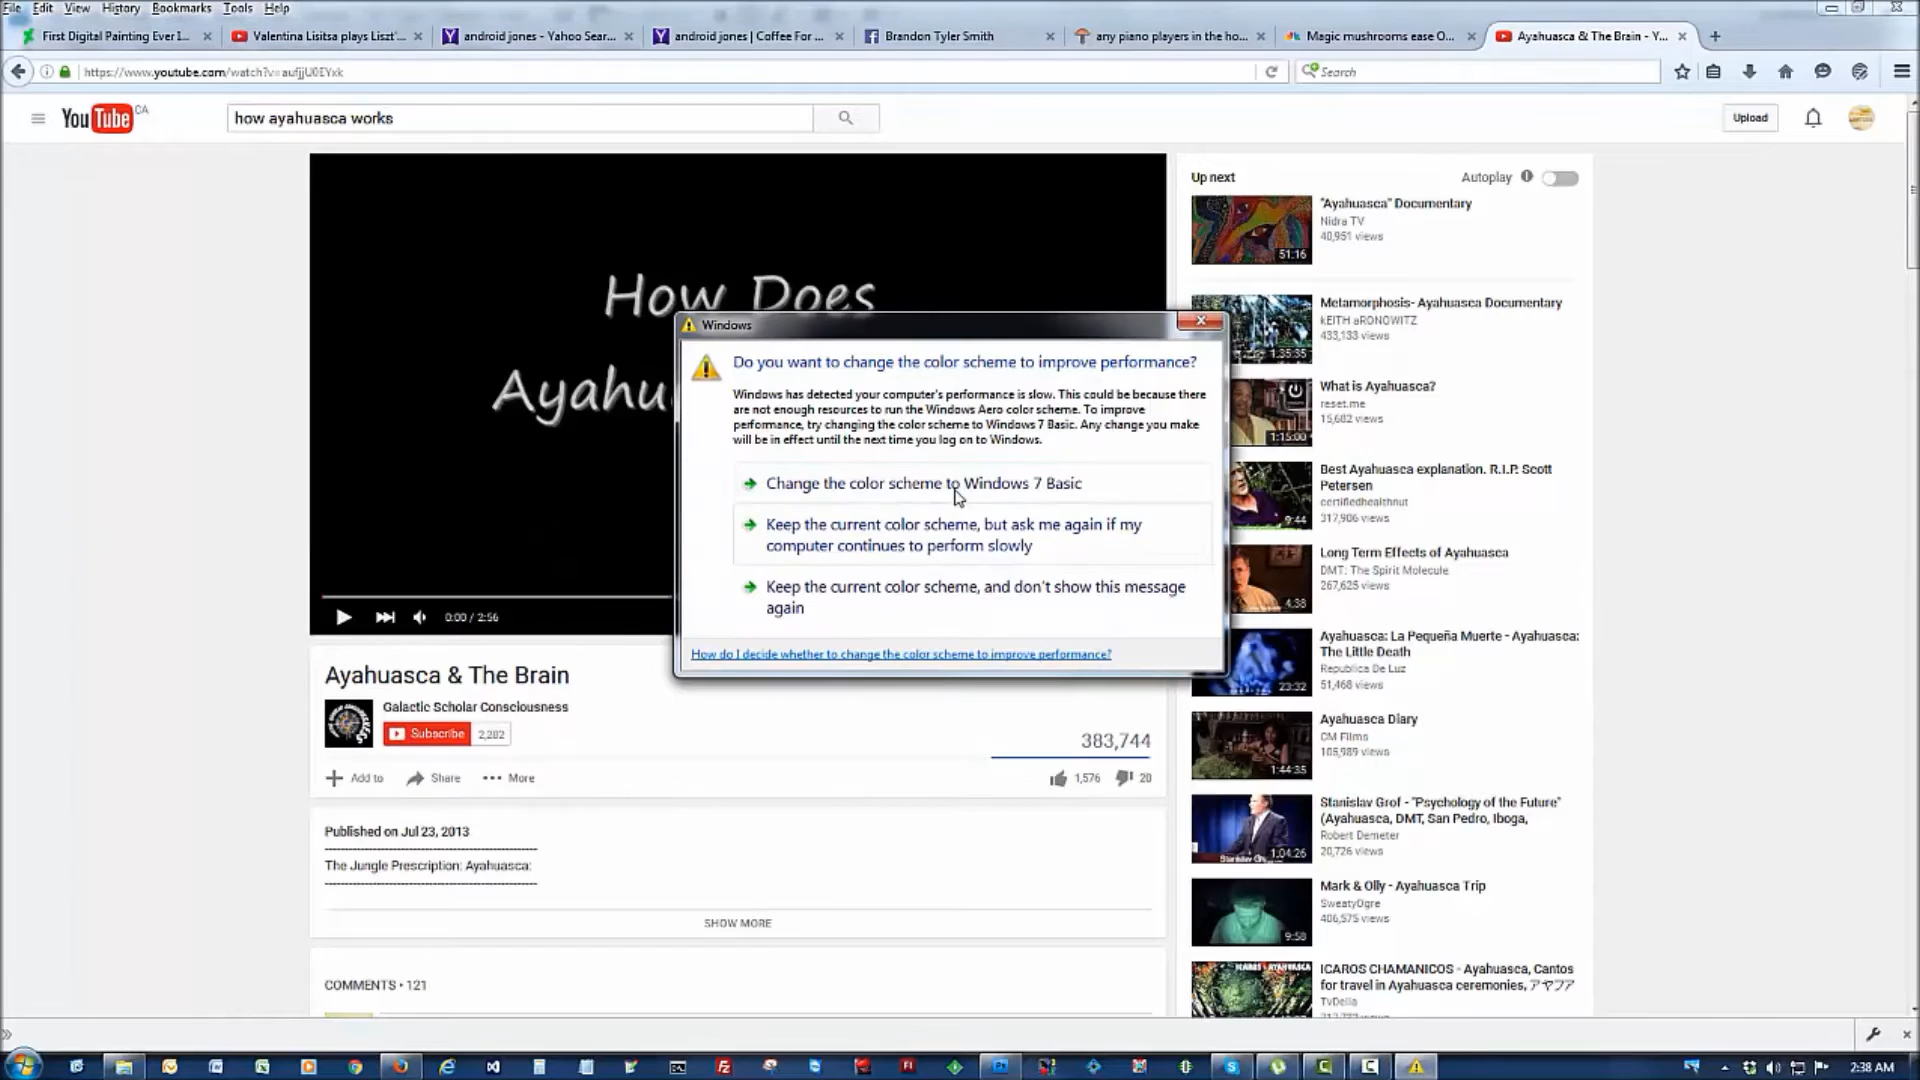 File Edit View History Bookmarks Tools Help
First Digital Painting Ever I...
Valentina Lisitsa plays Liszt'...
android jones - Yahoo Sear...
android jones | Coffee For ...
Brandon Tyler Smith
any piano players in the ho...
Magic mushrooms ease O...
Ayahuasca & The Brain - Y...
https://www.youtube.com/watch?v=aufjjU0EYxk
Search
YouTube CA
how ayahuasca works
Upload
How Does
Ayahu
0:00 / 2:56
Windows
Do you want to change the color scheme to improve performance?
Windows has detected your computer's performance is slow. This could be because there
are not enough resources to run the Windows Aero color scheme. To improve
performance, try changing the color scheme to Windows 7 Basic. Any change you make
will be in effect until the next time you log on to Windows.
Change the color scheme to Windows 7 Basic
Keep the current color scheme, but ask me again if my
computer continues to perform slowly
Keep the current color scheme, and don't show this message
again
How do I decide whether to change the color scheme to improve performance?
Ayahuasca & The Brain
Galactic Scholar Consciousness
Subscribe 2,282
383,744
Add to Share More
1,576 20
Published on Jul 23, 2013
The Jungle Prescription: Ayahuasca:
SHOW MORE
COMMENTS • 121
Up next
Autoplay
"Ayahuasca" Documentary
Nidra TV
40,951 views
51:16
Metamorphosis- Ayahuasca Documentary
kEITH aRONOWITZ
433,133 views
1:35:35
What is Ayahuasca?
reset.me
15,682 views
1:15:00
Best Ayahuasca explanation. R.I.P. Scott
Petersen
certifiedhealthnut
317,906 views
9:44
Long Term Effects of Ayahuasca
DMT: The Spirit Molecule
267,625 views
4:38
Ayahuasca: La Pequeña Muerte - Ayahuasca:
The Little Death
Republica De Luz
51,468 views
23:32
Ayahuasca Diary
CM Films
105,989 views
1:44:35
Stanislav Grof - "Psychology of the Future"
(Ayahuasca, DMT, San Pedro, Iboga,
Robert Demeter
20,726 views
1:04:26
Mark & Olly - Ayahuasca Trip
SweatyOgre
406,575 views
9:58
ICAROS CHAMANICOS - Ayahuasca, Cantos
for travel in Ayahuasca ceremonies, アヤフア
TvDella
2:38 AM